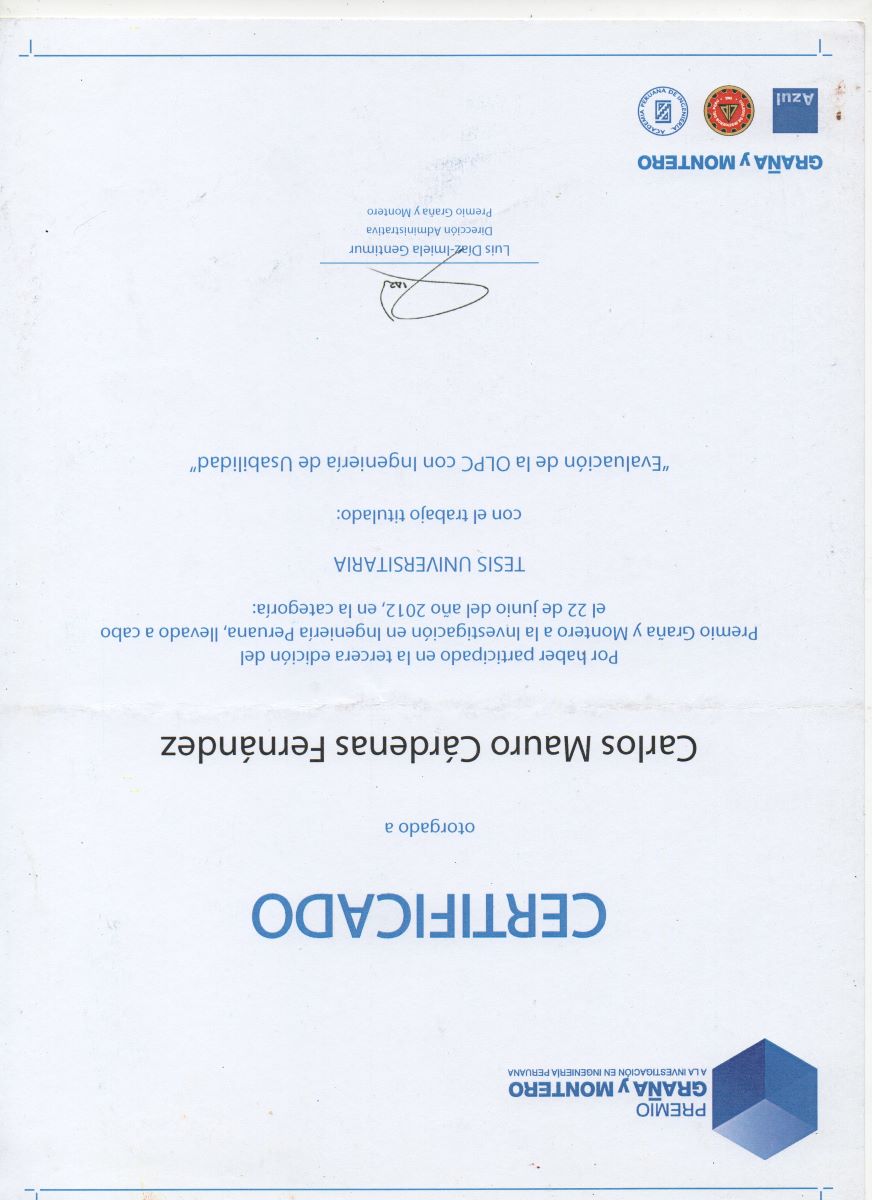 PREMIO
GRAÑA y MONTERO
A LA INVESTIGACIÓN EN INGENIERÍA PERUANA
CERTIFICADO
otorgado a
Carlos Mauro Cárdenas Fernández
Por haber participado en la tercera edición del
Premio Graña y Montero a la Investigación en Ingeniería Peruana, llevado a cabo
el 22 de junio del año 2012, en la categoría:
TESIS UNIVERSITARIA
con el trabajo titulado:
“Evaluación de la OLPC con Ingeniería de Usabilidad”
Luis Díaz-Imiela Gentimur
Dirección Administrativa
Premio Graña y Montero
GRAÑA y MONTERO
Azul
ACADEMIA PERUANA DE INGENIERÍA